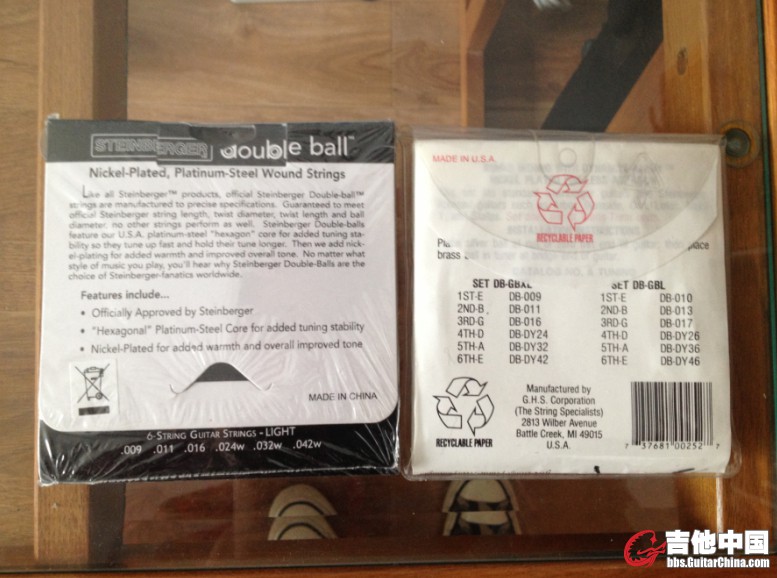 STEINBERGER double ball™
Nickel-Plated, Platinum-Steel Wound Strings
Like all Steinberger™ products, official Steinberger Double-ball™
strings are manufactured to precise specifications. Guaranteed to meet
official Steinberger string length, twist diameter, twist length and ball
diameter, no other strings perform as well. Steinberger Double-balls
feature our U.S.A. platinum-steel "hexagon" core for added tuning sta-
bility so they tune up fast and hold their tune longer. Then we add nick-
el-plating for added warmth and improved overall tone. No matter what
style of music you play, you'll hear why Steinberger Double-Balls are the
choice of Steinberger-fanatics worldwide.
Features include...
• Officially Approved by Steinberger
• "Hexagonal" Platinum-Steel Core for added tuning stability
• Nickel-Plated for added warmth and overall improved tone
MADE IN CHINA
6-STRING GUITAR STRINGS - LIGHT
.009 .011 .016 .024w .032w .042w
MADE IN U.S.A.
RECYCLABLE PAPER
place
brass
SET DB-GBXL
1ST-E DB-009
2ND-B DB-011
3RD-G DB-016
4TH-D DB-DY24
5TH-A DB-DY32
6TH-E DB-DY42
SET DB-GBL
1ST-E DB-010
2ND-B DB-013
3RD-G DB-017
4TH-D DB-DY26
5TH-A DB-DY36
6TH-E DB-DY46
RECYCLABLE PAPER
Manufactured by
G.H.S. Corporation
(The String Specialists)
2813 Wilber Avenue
Battle Creek, MI 49015
U.S.A.
7 37681 00252 7
吉他中国
bbs.GuitarChina.com